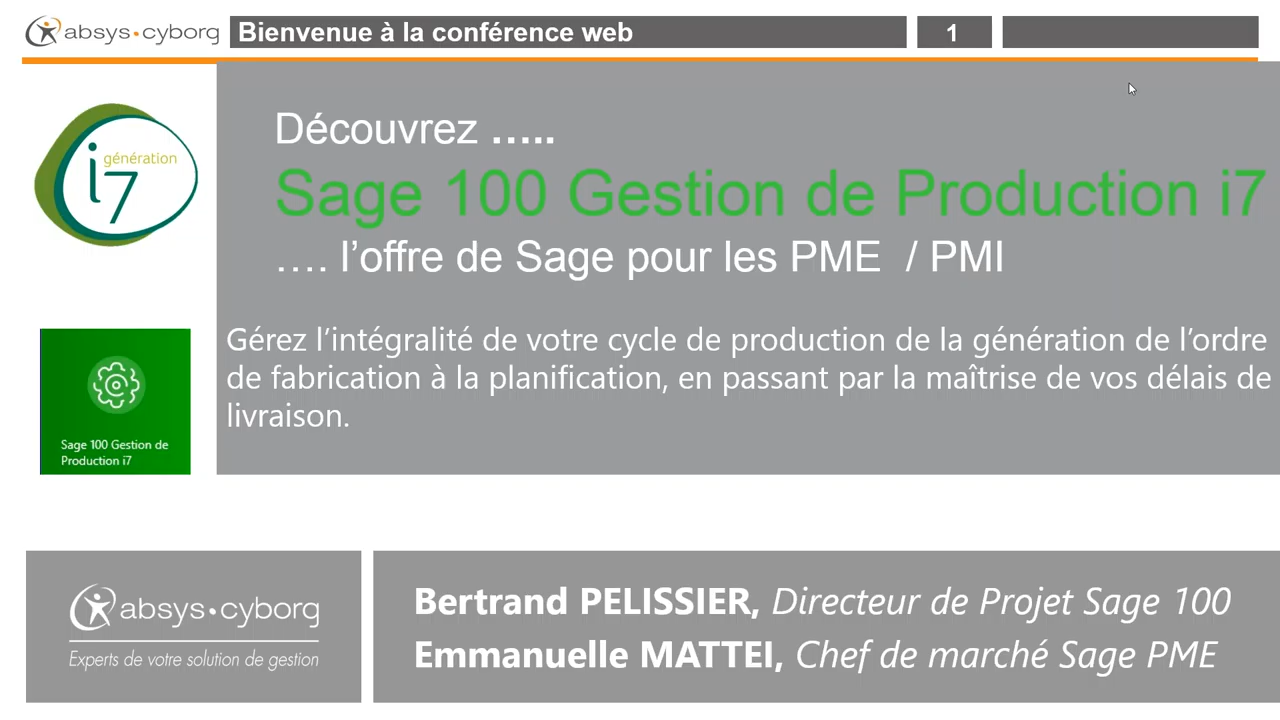 absys•cyborg
Bienvenue à la conférence web
1
génération
i7
Découvrez …..
Sage 100 Gestion de Production i7
…. l’offre de Sage pour les PME / PMI
Gérez l’intégralité de votre cycle de production de la génération de l’ordre
de fabrication à la planification, en passant par la maîtrise de vos délais de
livraison.
Sage 100 Gestion de
Production i7
absys•cyborg
Experts de votre solution de gestion
Bertrand PELISSIER, Directeur de Projet Sage 100
Emmanuelle MATTEI, Chef de marché Sage PME